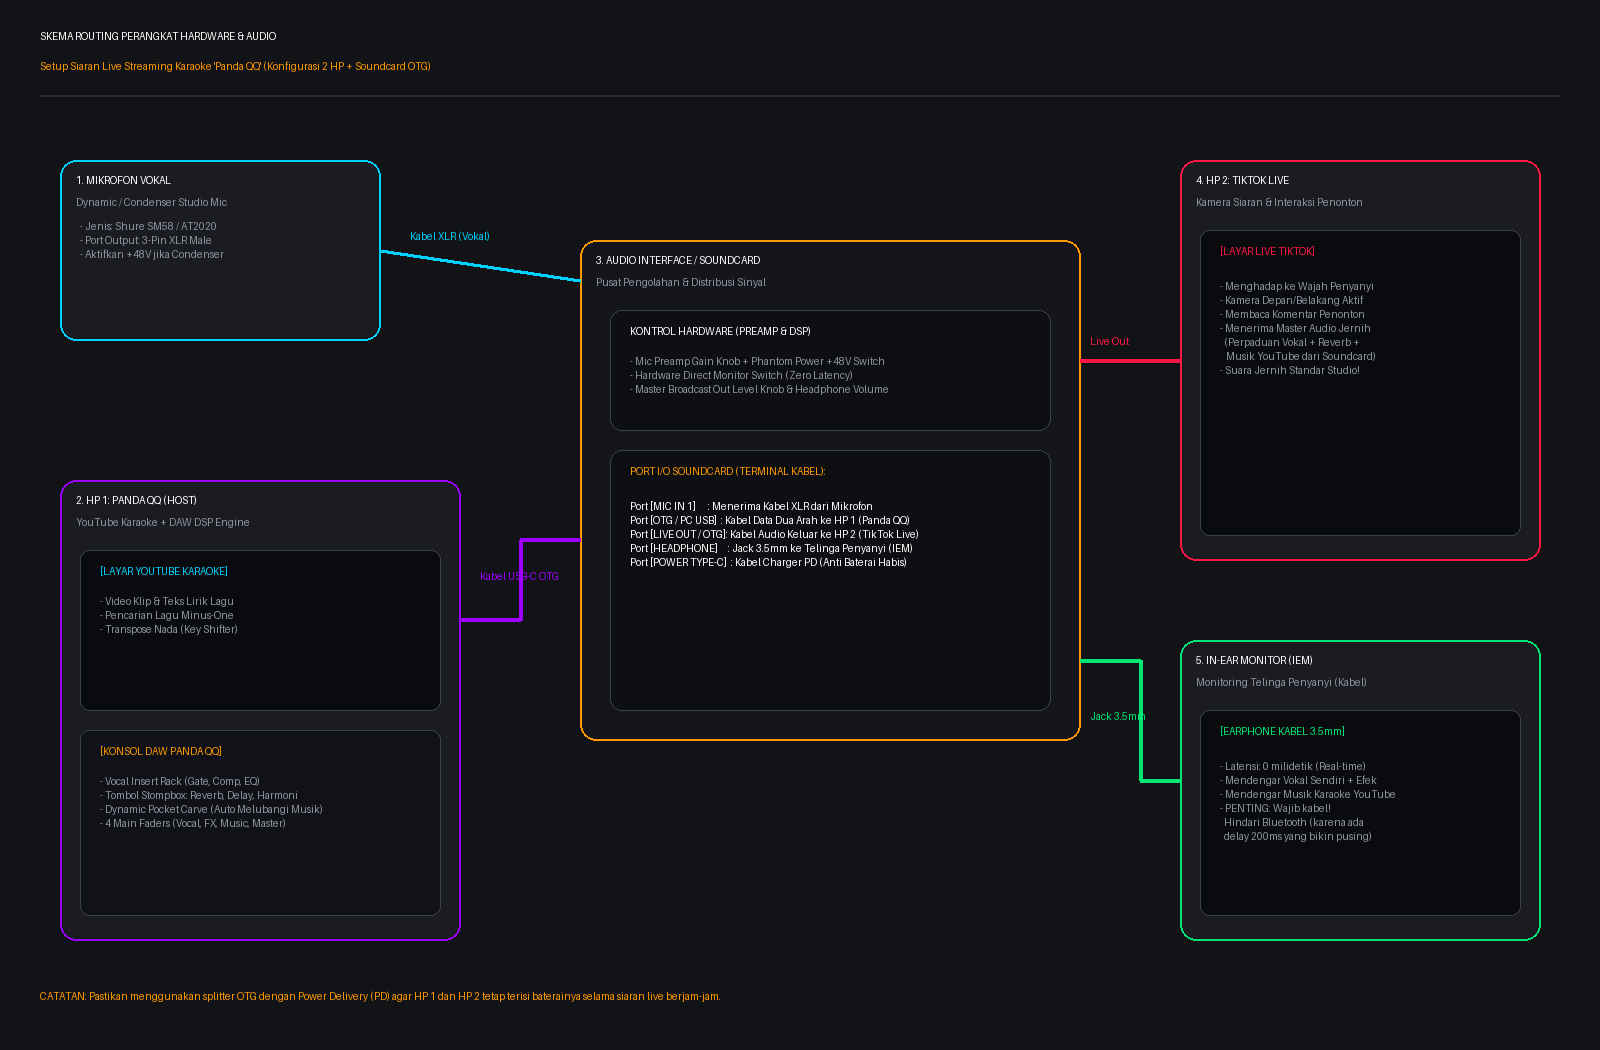 SKEMA ROUTING PERANGKAT HARDWARE & AUDIO
Setup Siaran Live Streaming Karaoke 'Panda QQ' (Konfigurasi 2 HP + Soundcard OTG)
1. MIKROFON VOKAL
Dynamic / Condenser Studio Mic
- Jenis: Shure SM58 / AT2020
- Port Output: 3-Pin XLR Male
- Aktifkan +48V jika Condenser
Kabel XLR (Vokal)
2. HP 1: PANDA QQ (HOST)
YouTube Karaoke + DAW DSP Engine
[LAYAR YOUTUBE KARAOKE]
- Video Klip & Teks Lirik Lagu
- Pencarian Lagu Minus-One
- Transpose Nada (Key Shifter)
[KONSOL DAW PANDA QQ]
- Vocal Insert Rack (Gate, Comp, EQ)
- Tombol Stompbox: Reverb, Delay, Harmoni
- Dynamic Pocket Carve (Auto Melubangi Musik)
- 4 Main Faders (Vocal, FX, Music, Master)
Kabel USB-C OTG
3. AUDIO INTERFACE / SOUNDCARD
Pusat Pengolahan & Distribusi Sinyal
KONTROL HARDWARE (PREAMP & DSP)
- Mic Preamp Gain Knob + Phantom Power +48V Switch
- Hardware Direct Monitor Switch (Zero Latency)
- Master Broadcast Out Level Knob & Headphone Volume
PORT I/O SOUNDCARD (TERMINAL KABEL):
Port [MIC IN 1] : Menerima Kabel XLR dari Mikrofon
Port [OTG / PC USB] : Kabel Data Dua Arah ke HP 1 (Panda QQ)
Port [LIVE OUT / OTG]: Kabel Audio Keluar ke HP 2 (TikTok Live)
Port [HEADPHONE] : Jack 3.5mm ke Telinga Penyanyi (IEM)
Port [POWER TYPE-C] : Kabel Charger PD (Anti Baterai Habis)
Live Out
4. HP 2: TIKTOK LIVE
Kamera Siaran & Interaksi Penonton
[LAYAR LIVE TIKTOK]
- Menghadap ke Wajah Penyanyi
- Kamera Depan/Belakang Aktif
- Membaca Komentar Penonton
- Menerima Master Audio Jernih
(Perpaduan Vokal + Reverb +
Musik YouTube dari Soundcard)
- Suara Jernih Standar Studio!
Jack 3.5mm
5. IN-EAR MONITOR (IEM)
Monitoring Telinga Penyanyi (Kabel)
[EARPHONE KABEL 3.5mm]
- Latensi: 0 milidetik (Real-time)
- Mendengar Vokal Sendiri + Efek
- Mendengar Musik Karaoke YouTube
- PENTING: Wajib kabel!
Hindari Bluetooth (karena ada
delay 200ms yang bikin pusing)
CATATAN: Pastikan menggunakan splitter OTG dengan Power Delivery (PD) agar HP 1 dan HP 2 tetap terisi baterainya selama siaran live berjam-jam.